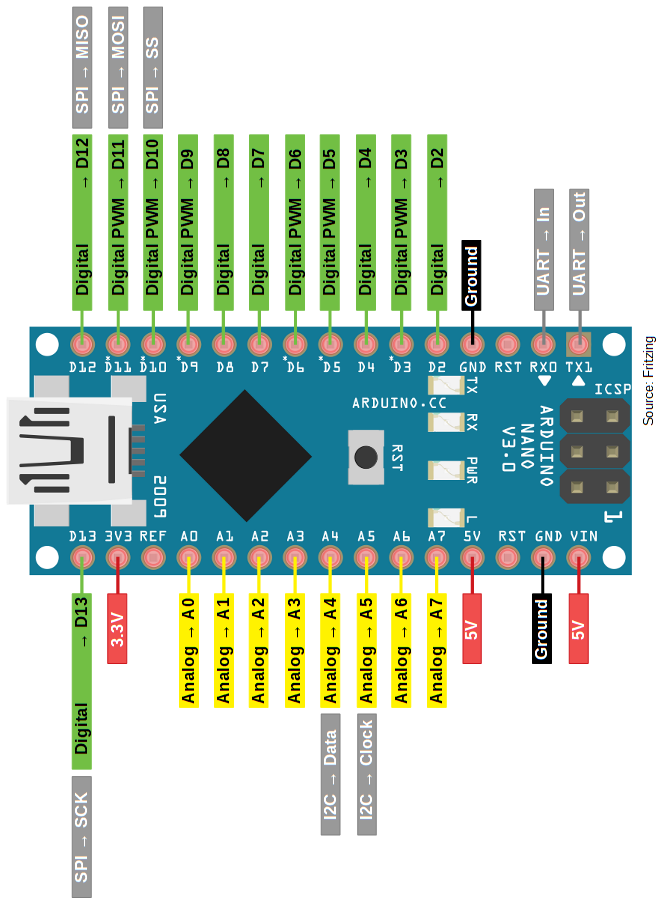 SPI → MISO
SPI → MOSI
SPI → SS
Digital → D12
Digital PWM → D11
Digital PWM → D10
Digital PWM → D9
Digital → D8
Digital → D7
Digital PWM → D6
Digital PWM → D5
Digital → D4
Digital PWM → D3
Digital → D2
Ground
UART → In
UART → Out
D12 *D11 *D10 *D9 D8 D7 *D6 *D5 D4 *D3 D2 GND RST RX0 TX1
USA
2009
ARDUINO.CC
RST
TX
RX
PWR
L
ARDUINO
NANO
V3.0
ICSP
1
D13 3V3 REF A0 A1 A2 A3 A4 A5 A6 A7 5V RST GND VIN
Digital → D13
3.3V
Analog → A0
Analog → A1
Analog → A2
Analog → A3
Analog → A4
Analog → A5
Analog → A6
Analog → A7
5V
Ground
5V
SPI → SCK
I2C → Data
I2C → Clock
Source: Fritzing